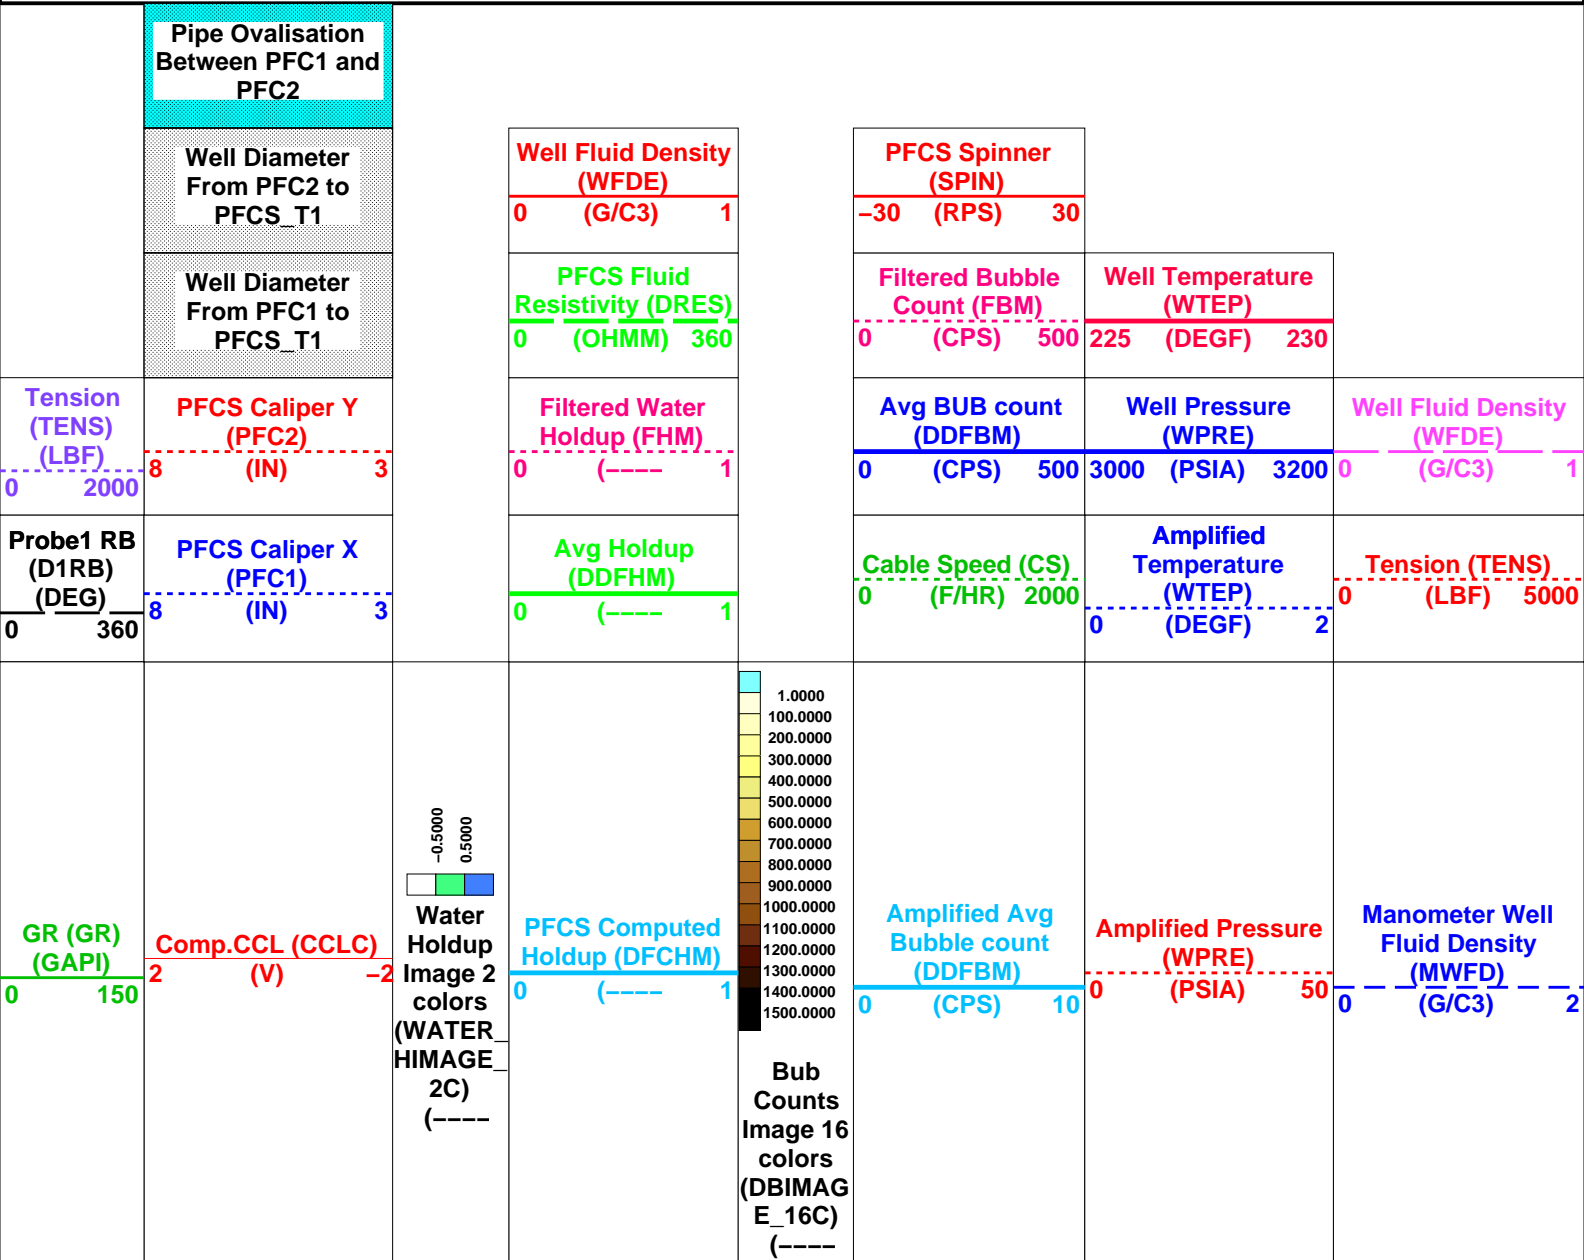 Pipe Ovalisation
Between PFC1 and
PFC2
Well Diameter
From PFC2 to
PFCS_T1
Well Fluid Density
(WFDE)
0 (G/C3) 1
PFCS Spinner
(SPIN)
−30 (RPS) 30
Well Diameter
From PFC1 to
PFCS_T1
PFCS Fluid
Resistivity (DRES)
0 (OHMM) 360
Filtered Bubble
Count (FBM)
0 (CPS) 500
Well Temperature
(WTEP)
225 (DEGF) 230
Tension
(TENS)
(LBF)
0 2000
PFCS Caliper Y
(PFC2)
8 (IN) 3
Filtered Water
Holdup (FHM)
0 (−−−− 1
Avg BUB count
(DDFBM)
0 (CPS) 500
Well Pressure
(WPRE)
3000 (PSIA) 3200
Well Fluid Density
(WFDE)
0 (G/C3) 1
Probe1 RB
(D1RB)
(DEG)
0 360
PFCS Caliper X
(PFC1)
8 (IN) 3
Avg Holdup
(DDFHM)
0 (−−−− 1
Cable Speed (CS)
0 (F/HR) 2000
Amplified
Temperature
(WTEP)
0 (DEGF) 2
Tension (TENS)
0 (LBF) 5000
GR (GR)
(GAPI)
0 150
Comp.CCL (CCLC)
2 (V) −2
−0.5000
0.5000
Water
Holdup
Image 2
colors
(WATER_
HIMAGE_
2C)
(−−−−
PFCS Computed
Holdup (DFCHM)
0 (−−−− 1
1.0000
100.0000
200.0000
300.0000
400.0000
500.0000
600.0000
700.0000
800.0000
900.0000
1000.0000
1100.0000
1200.0000
1300.0000
1400.0000
1500.0000
Bub
Counts
Image 16
colors
(DBIMAG
E_16C)
(−−−−
Amplified Avg
Bubble count
(DDFBM)
0 (CPS) 10
Amplified Pressure
(WPRE)
0 (PSIA) 50
Manometer Well
Fluid Density
(MWFD)
0 (G/C3) 2